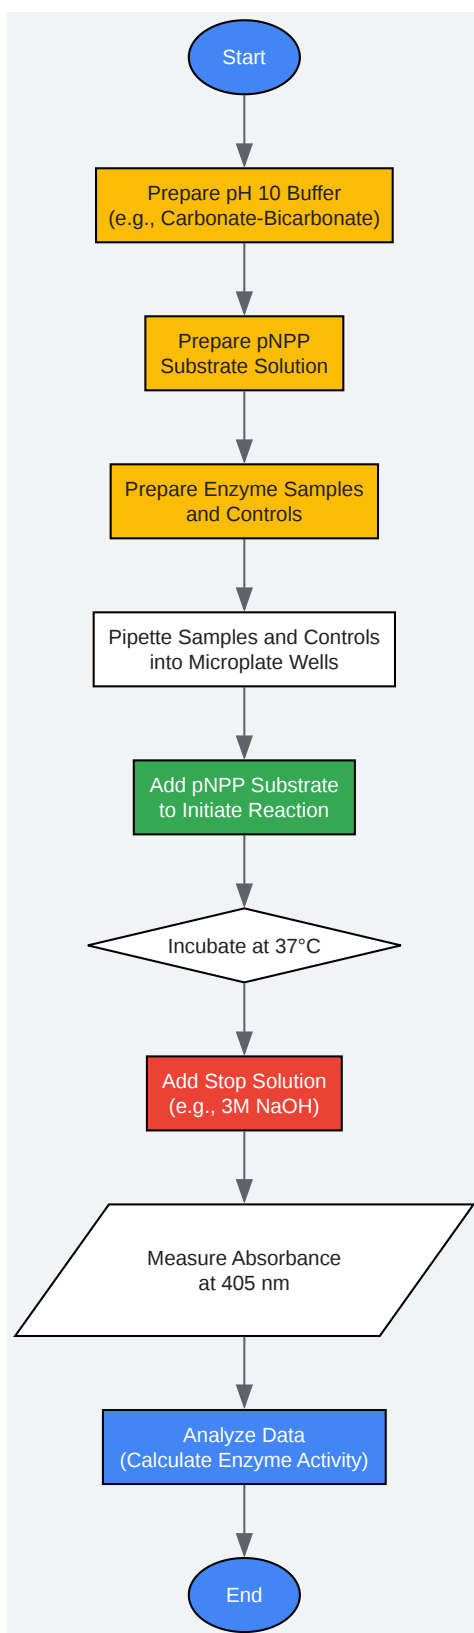 Start
Prepare pH 10 Buffer
(e.g., Carbonate-Bicarbonate)
Prepare pNPP
Substrate Solution
Prepare Enzyme Samples
and Controls
Pipette Samples and Controls
into Microplate Wells
Add pNPP Substrate
to Initiate Reaction
Incubate at 37°C
Add Stop Solution
(e.g., 3M NaOH)
Measure Absorbance
at 405 nm
Analyze Data
(Calculate Enzyme Activity)
End